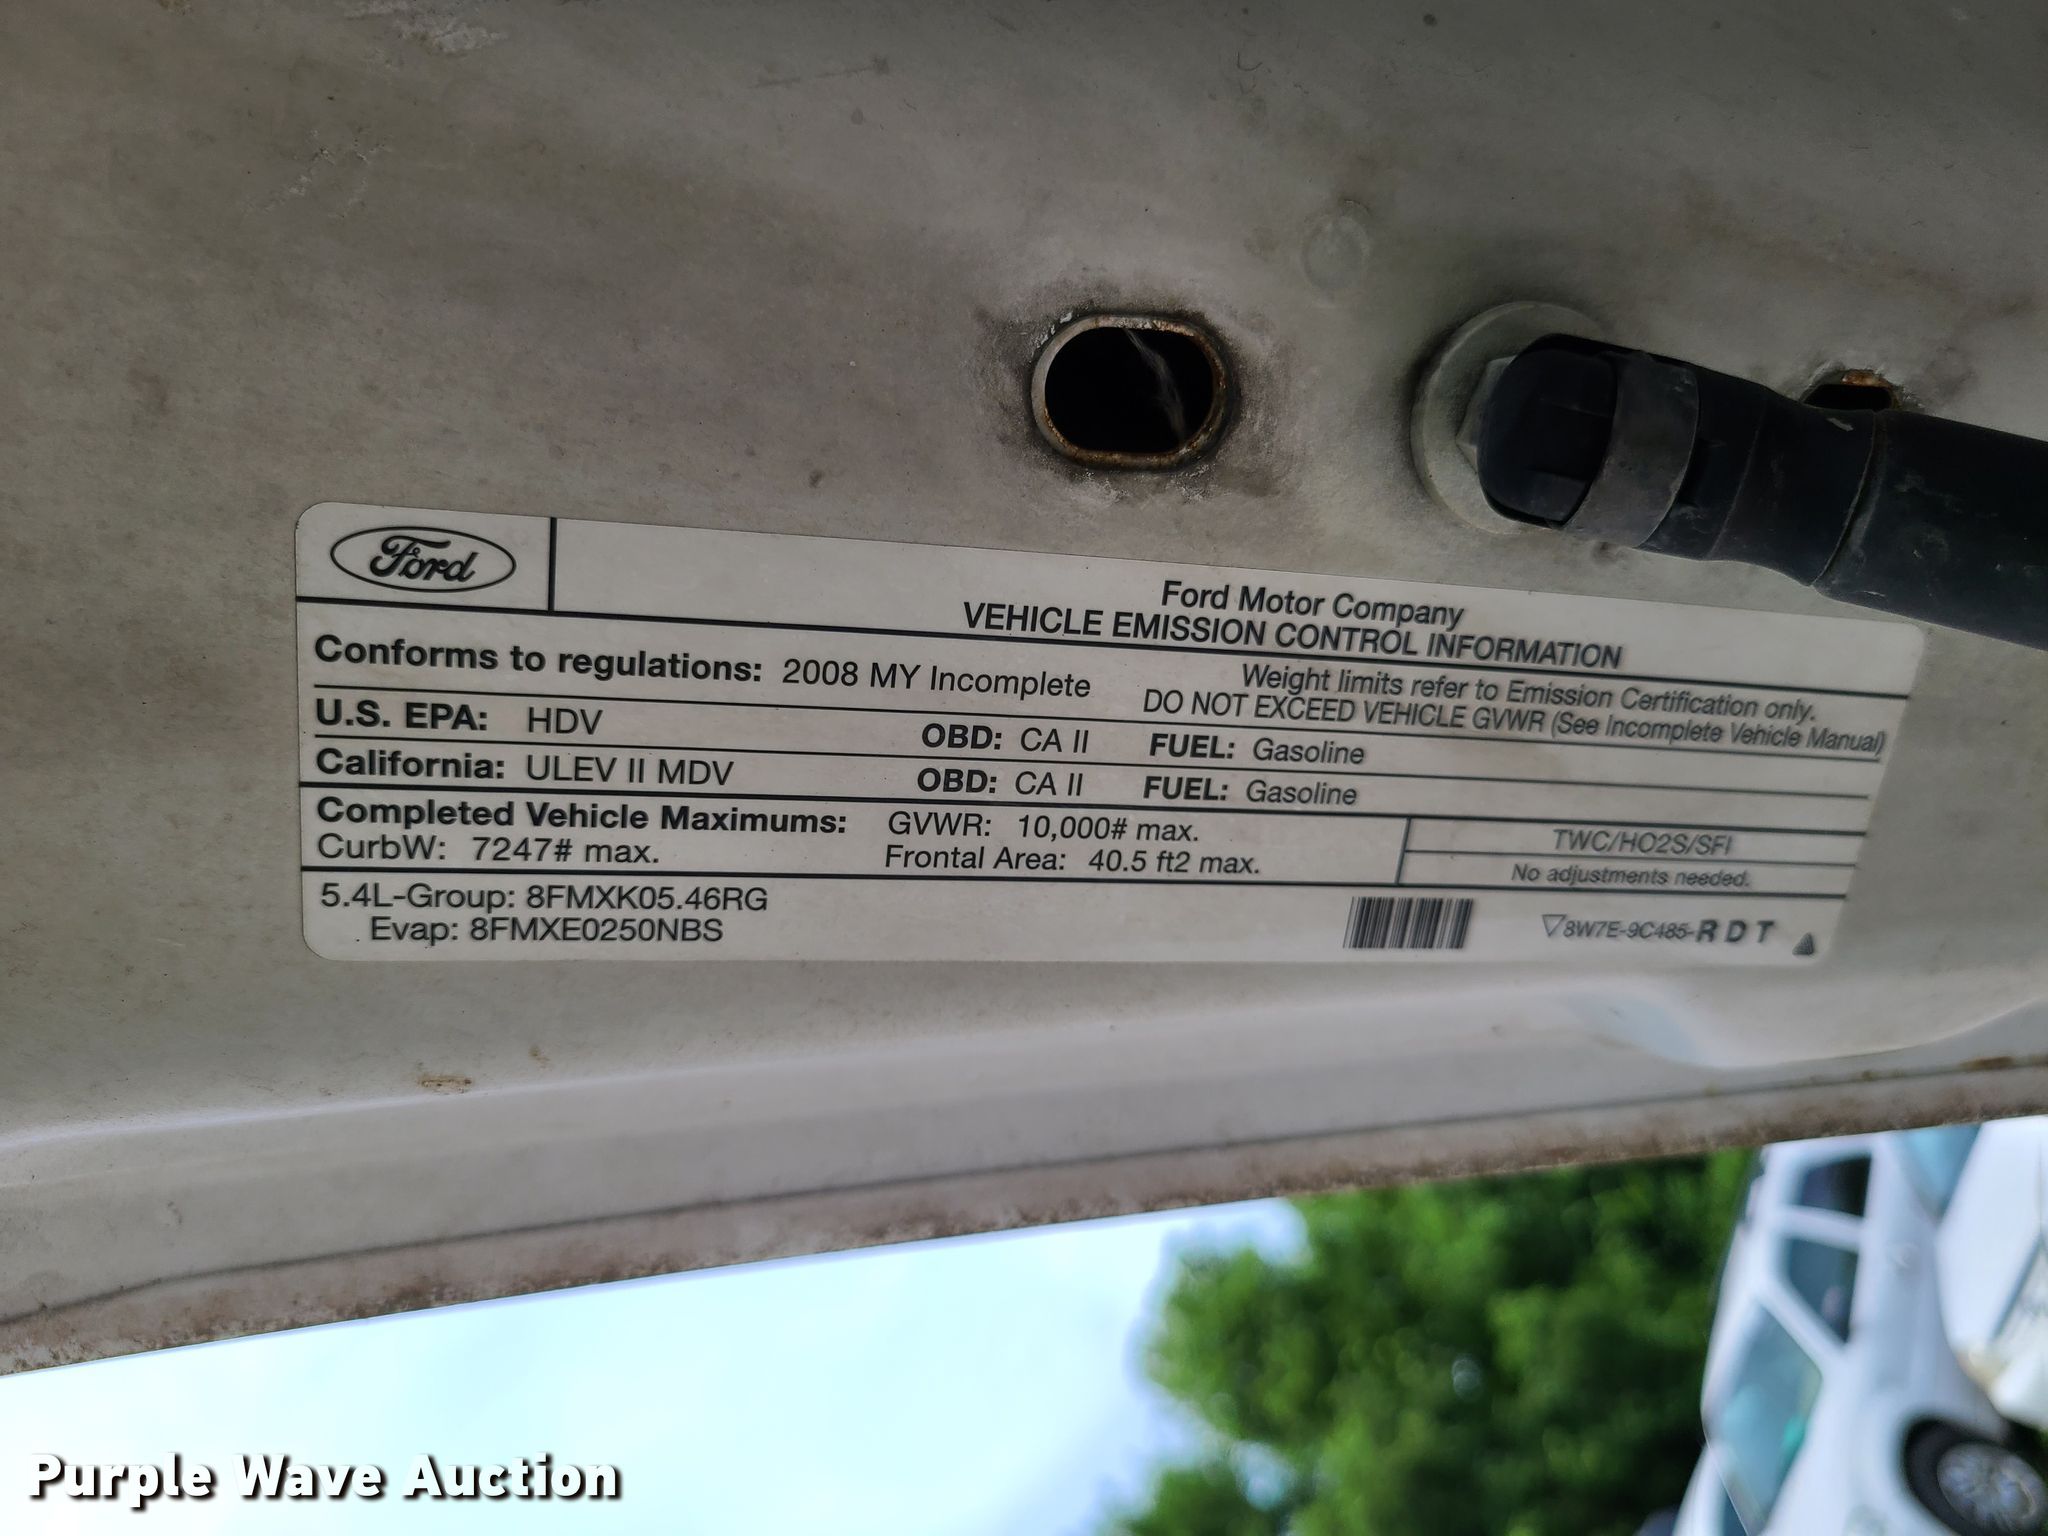 Ford
Ford Motor Company
VEHICLE EMISSION CONTROL INFORMATION
Conforms to regulations: 2008 MY Incomplete
Weight limits refer to Emission Certification only.
DO NOT EXCEED VEHICLE GVWR (See Incomplete Vehicle Manual)
U.S. EPA: HDV OBD: CA II FUEL: Gasoline
California: ULEV II MDV OBD: CA II FUEL: Gasoline
Completed Vehicle Maximums: GVWR: 10,000# max.
CurbW: 7247# max. Frontal Area: 40.5 ft2 max.
TWC/HO2S/SFI
No adjustments needed.
5.4L-Group: 8FMXK05.46RG
Evap: 8FMXE0250NBS
8W7E-9C485-RDT
Purple Wave Auction